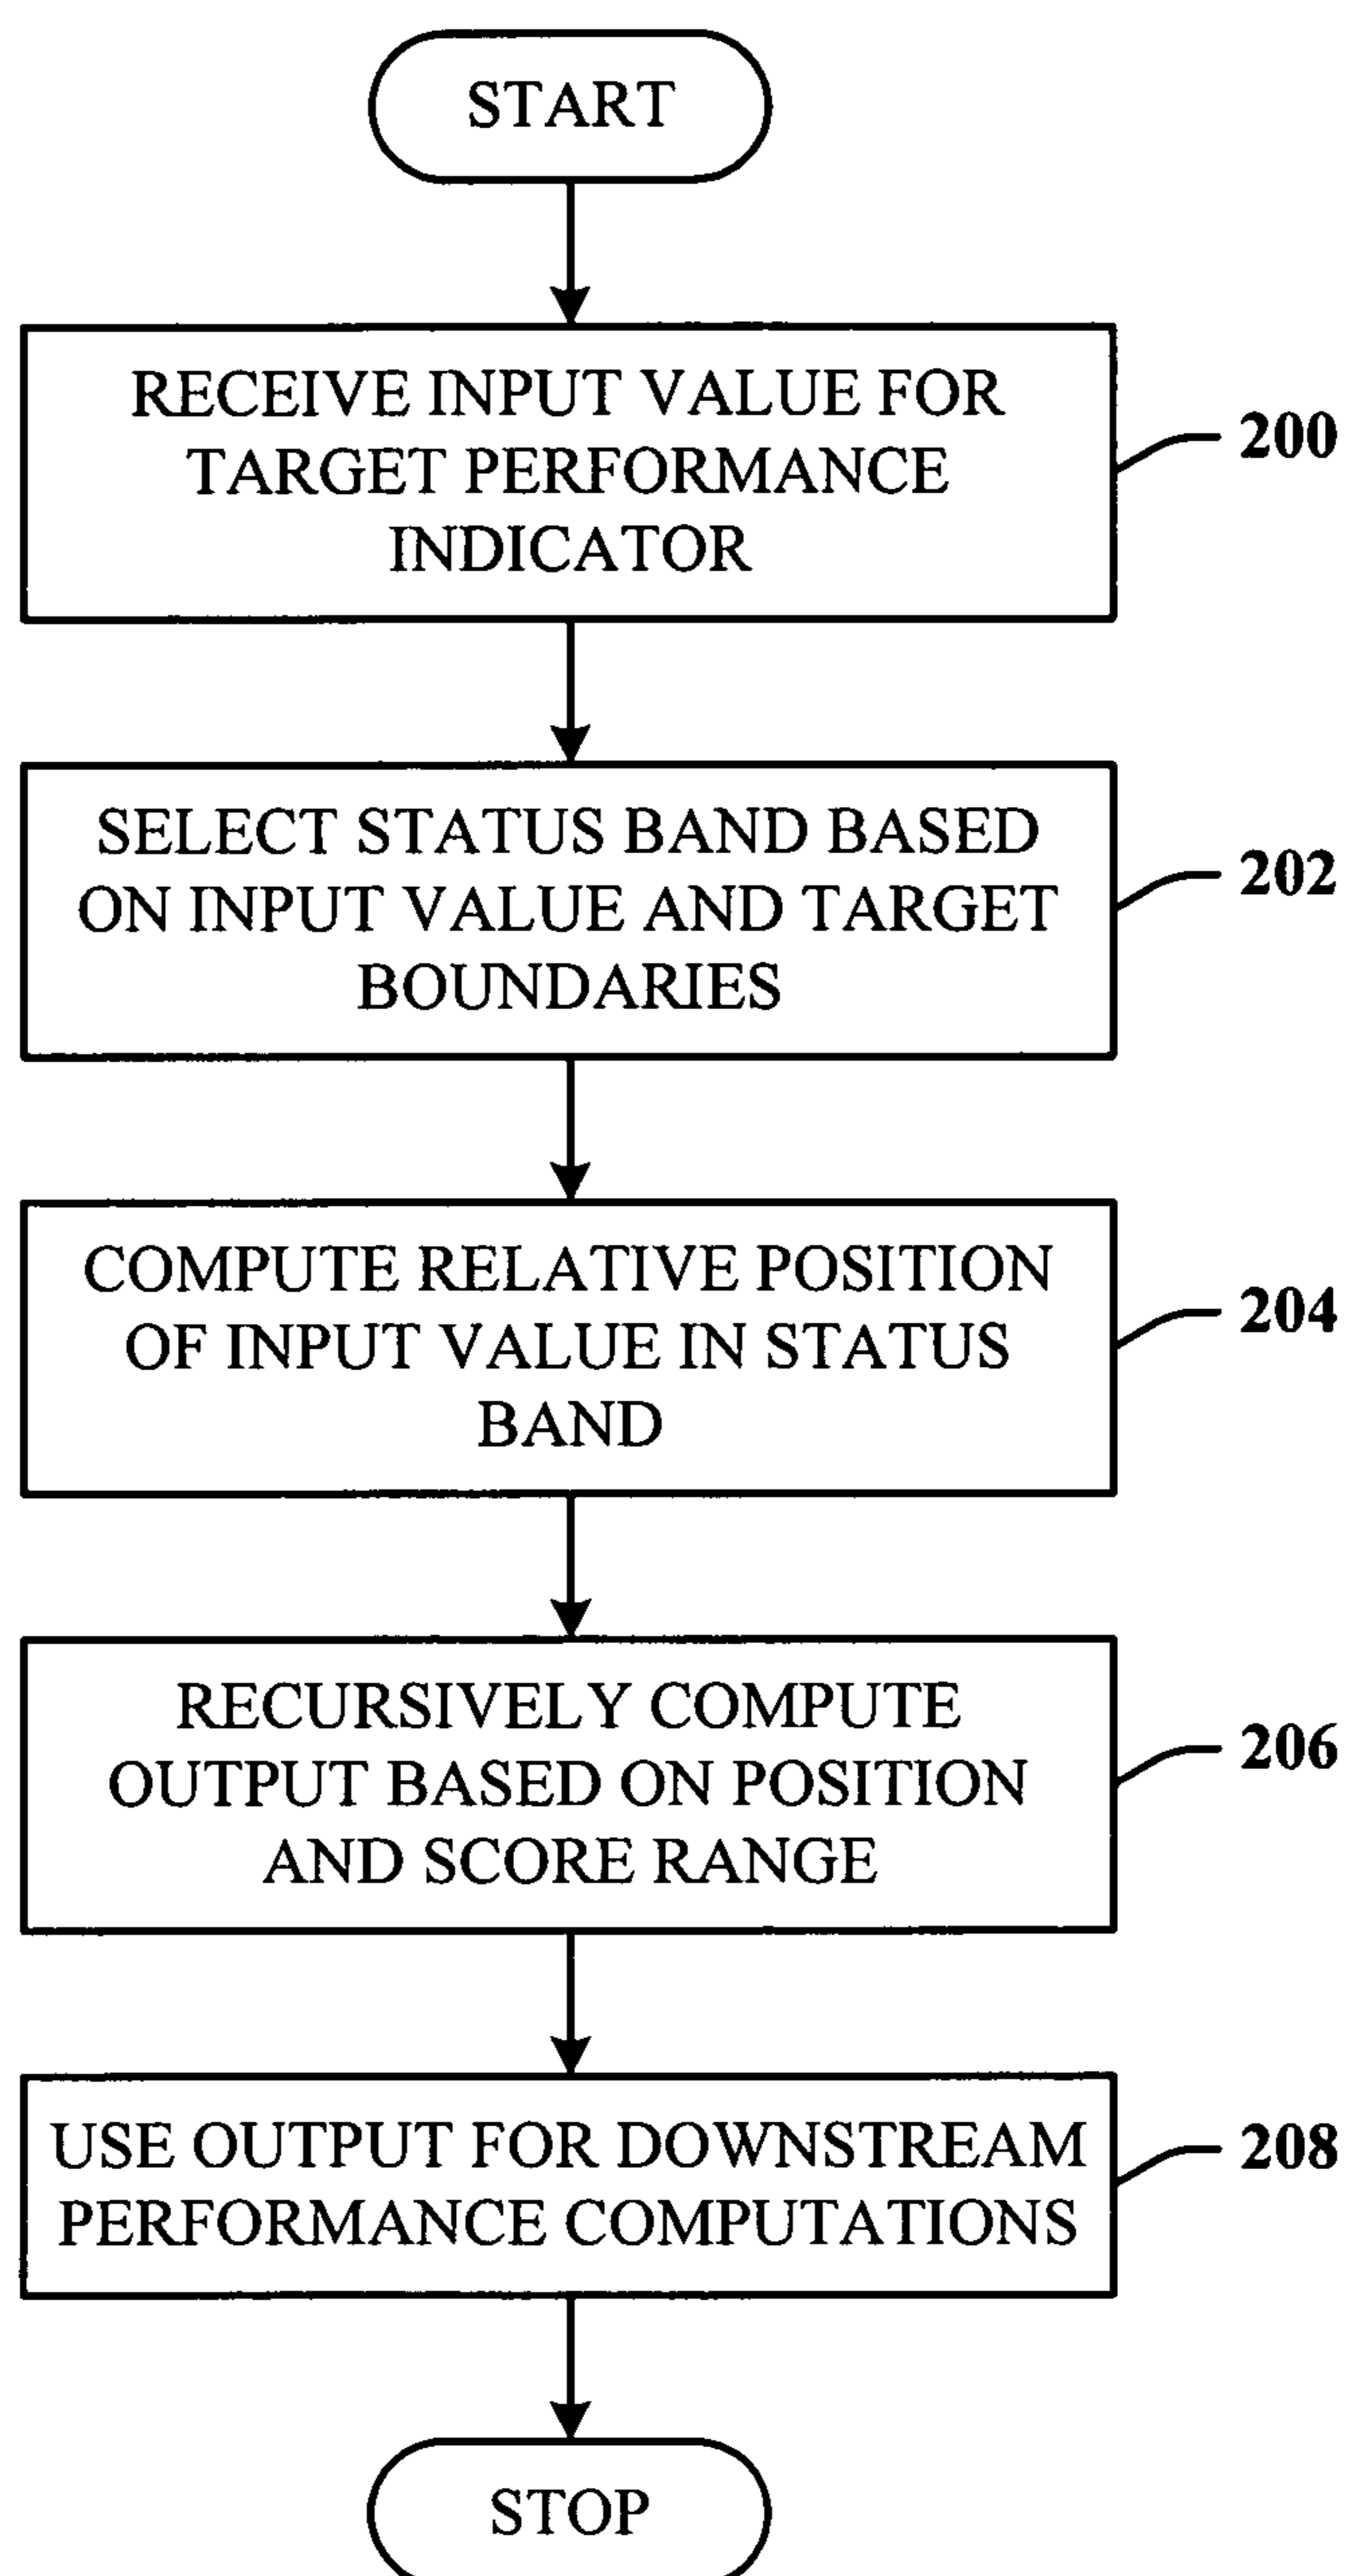 START
RECEIVE INPUT VALUE FOR
TARGET PERFORMANCE
INDICATOR
200
SELECT STATUS BAND BASED
ON INPUT VALUE AND TARGET
BOUNDARIES
202
COMPUTE RELATIVE POSITION
OF INPUT VALUE IN STATUS
BAND
204
RECURSIVELY COMPUTE
OUTPUT BASED ON POSITION
AND SCORE RANGE
206
USE OUTPUT FOR DOWNSTREAM
PERFORMANCE COMPUTATIONS
208
STOP